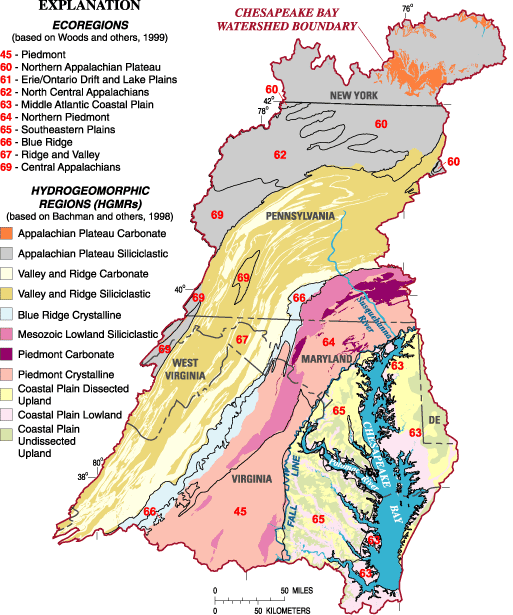 EXPLANATION
ECOREGIONS
(based on Woods and others, 1999)
45 - Piedmont
60 - Northern Appalachian Plateau
61 - Erie/Ontario Drift and Lake Plains
62 - North Central Appalachians
63 - Middle Atlantic Coastal Plain
64 - Northern Piedmont
65 - Southeastern Plains
66 - Blue Ridge
67 - Ridge and Valley
69 - Central Appalachians
HYDROGEOMORPHIC
REGIONS (HGMRs)
(based on Bachman and others, 1998)
Appalachian Plateau Carbonate
Appalachian Plateau Siliciclastic
Valley and Ridge Carbonate
Valley and Ridge Siliciclastic
Blue Ridge Crystalline
Mesozoic Lowland Siliciclastic
Piedmont Carbonate
Piedmont Crystalline
Coastal Plain Dissected
Upland
Coastal Plain Lowland
Coastal Plain
Undissected
Upland
CHESAPEAKE BAY
WATERSHED BOUNDARY
76°
60
42°
78°
NEW YORK
60
62
60
69
PENNSYLVANIA
69
40°
69
66
Susquehanna
River
67
64
69
WEST
VIRGINIA
MARYLAND
63
65
DE
63
CHESAPEAKE
BAY
80°
38°
VIRGINIA
FALL LINE
66
45
65
63
63
0 50 MILES
0 50 KILOMETERS